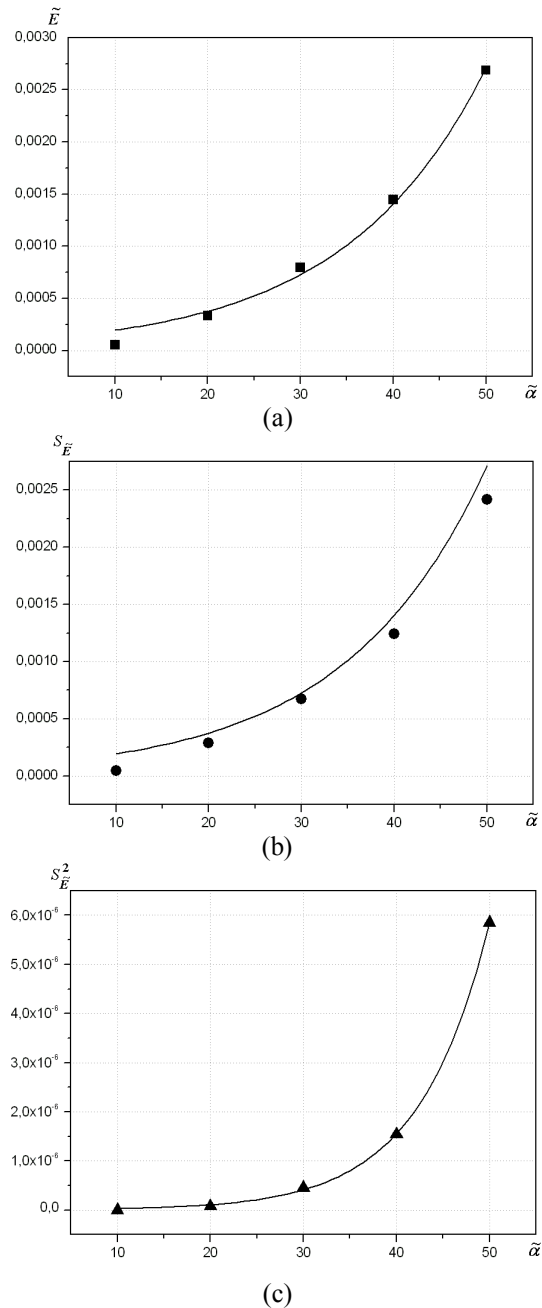 Ẽ
0,0030
0,0025
0,0020
0,0015
0,0010
0,0005
0,0000
10 20 30 40 50 α̃
(a)
S_Ẽ
0,0025
0,0020
0,0015
0,0010
0,0005
0,0000
10 20 30 40 50 α̃
(b)
S²_Ẽ
6,0x10⁻⁶
5,0x10⁻⁶
4,0x10⁻⁶
3,0x10⁻⁶
2,0x10⁻⁶
1,0x10⁻⁶
0,0
10 20 30 40 50 α̃
(c)